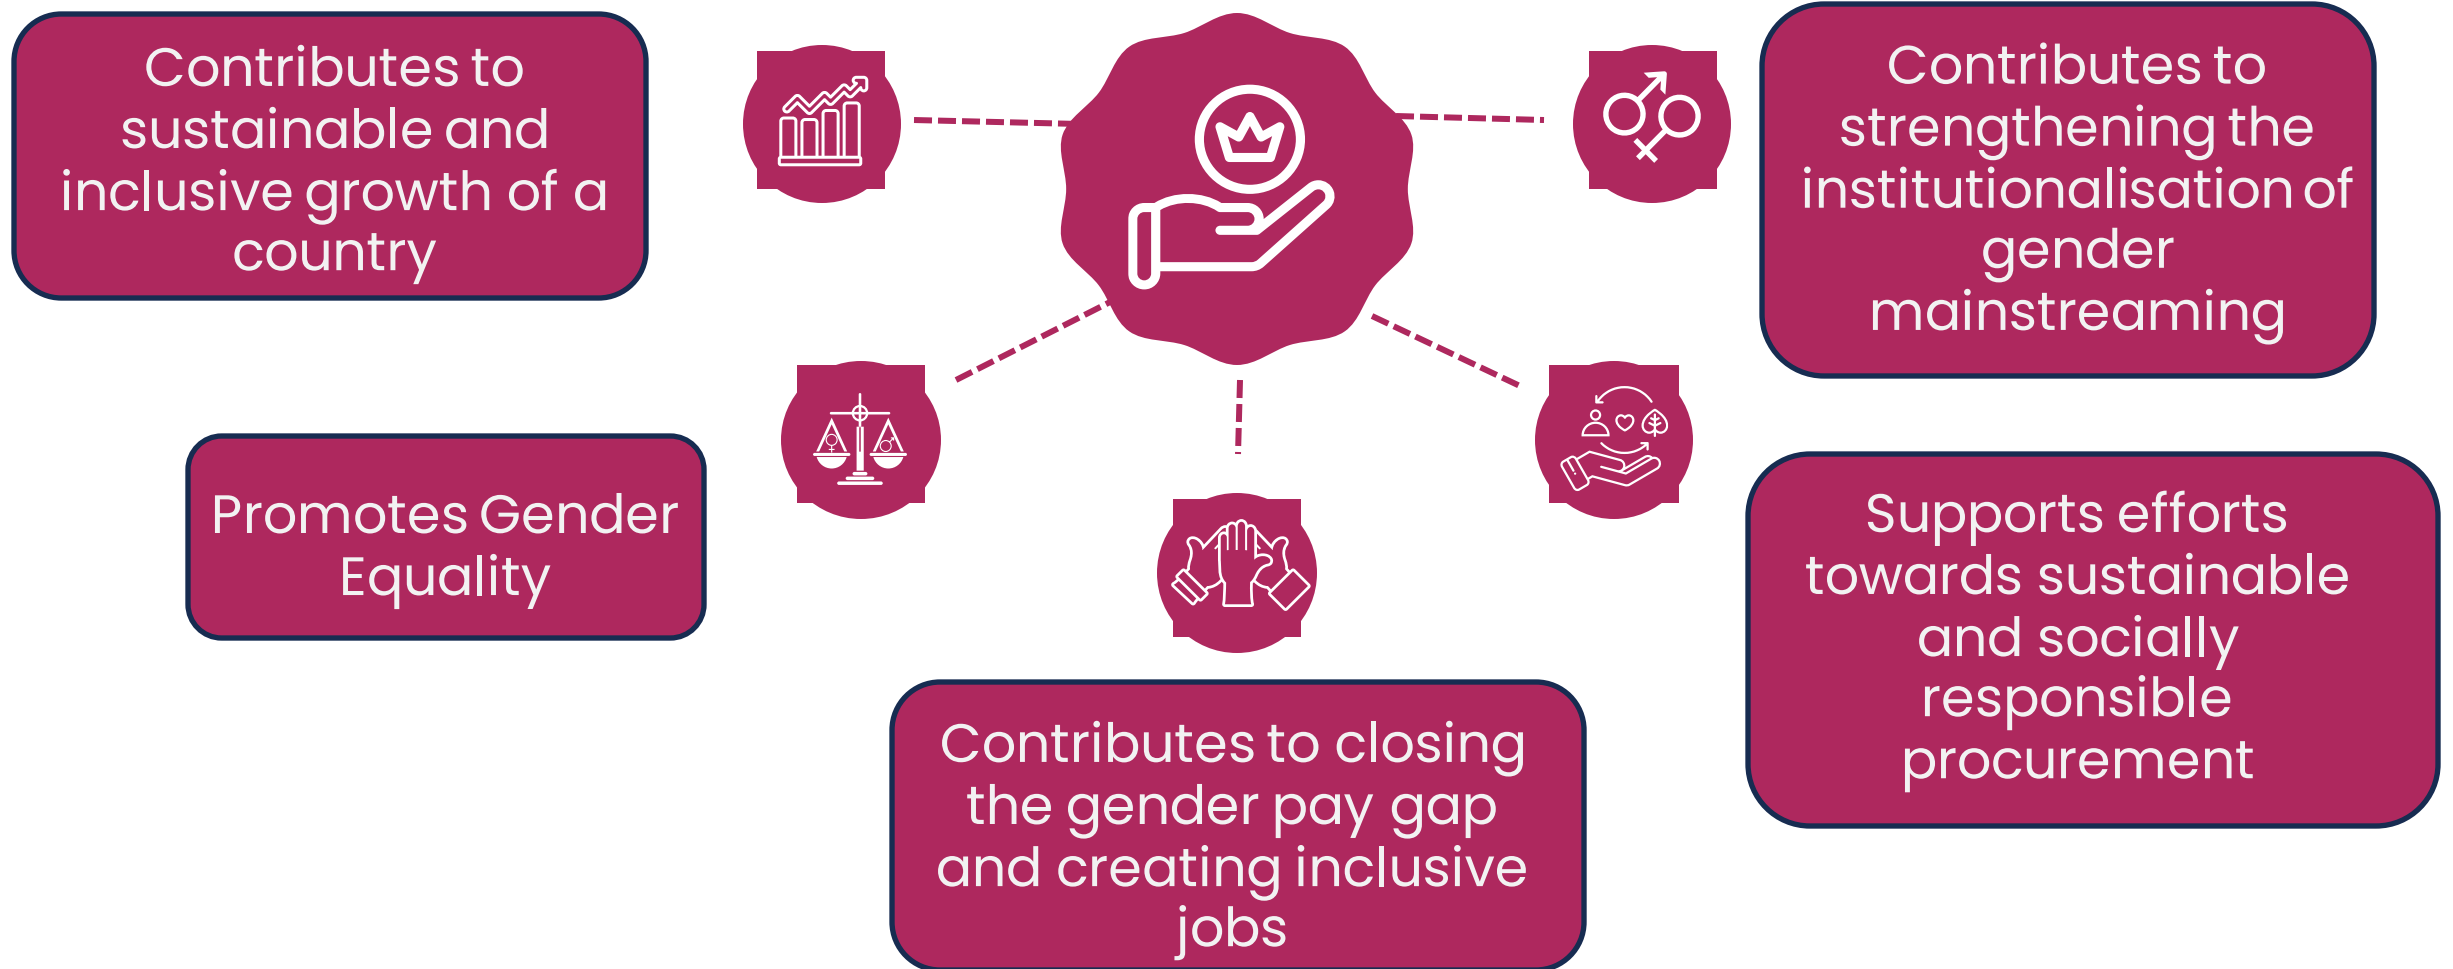 Contributes to
sustainable and
inclusive growth of a
country
Contributes to
strengthening the
institutionalisation of
gender
mainstreaming
Promotes Gender
Equality
Supports efforts
towards sustainable
and socially
responsible
procurement
Contributes to closing
the gender pay gap
and creating inclusive
jobs